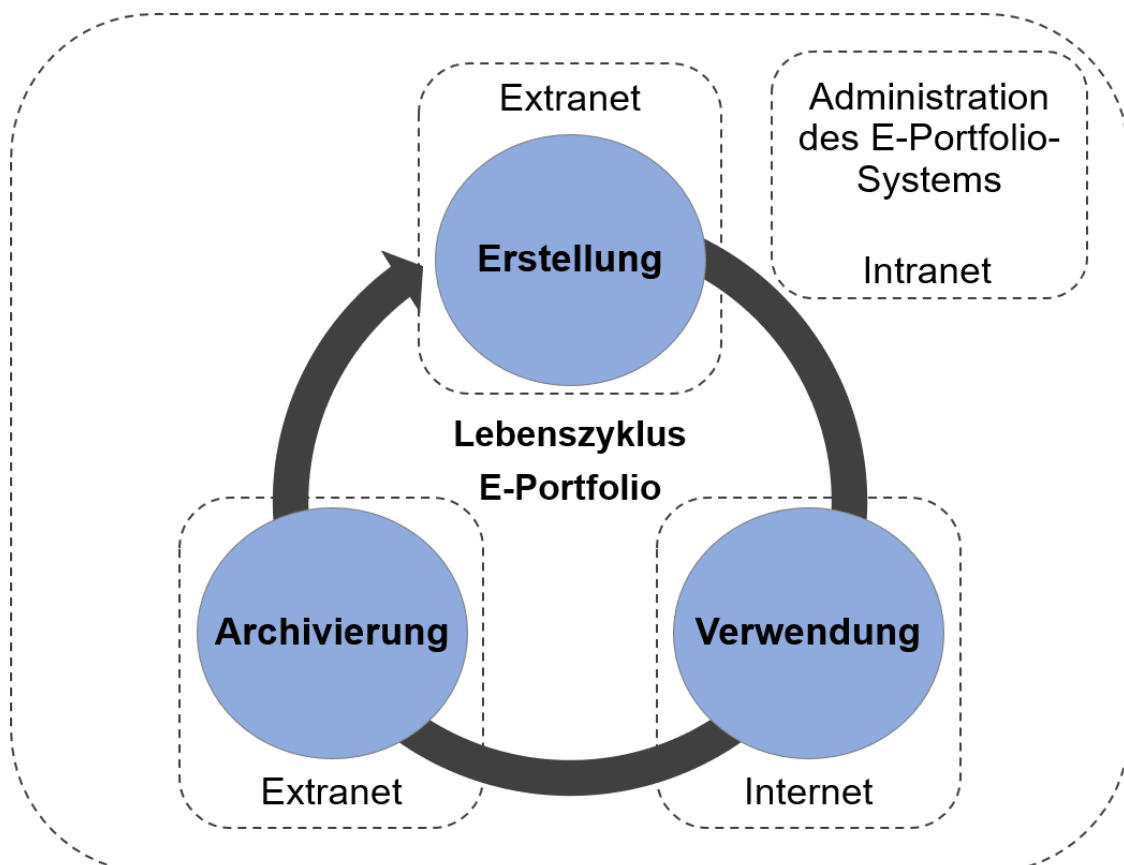 Extranet
Erstellung
Administration
des E-Portfolio-
Systems
Intranet
Lebenszyklus
E-Portfolio
Archivierung
Extranet
Verwendung
Internet